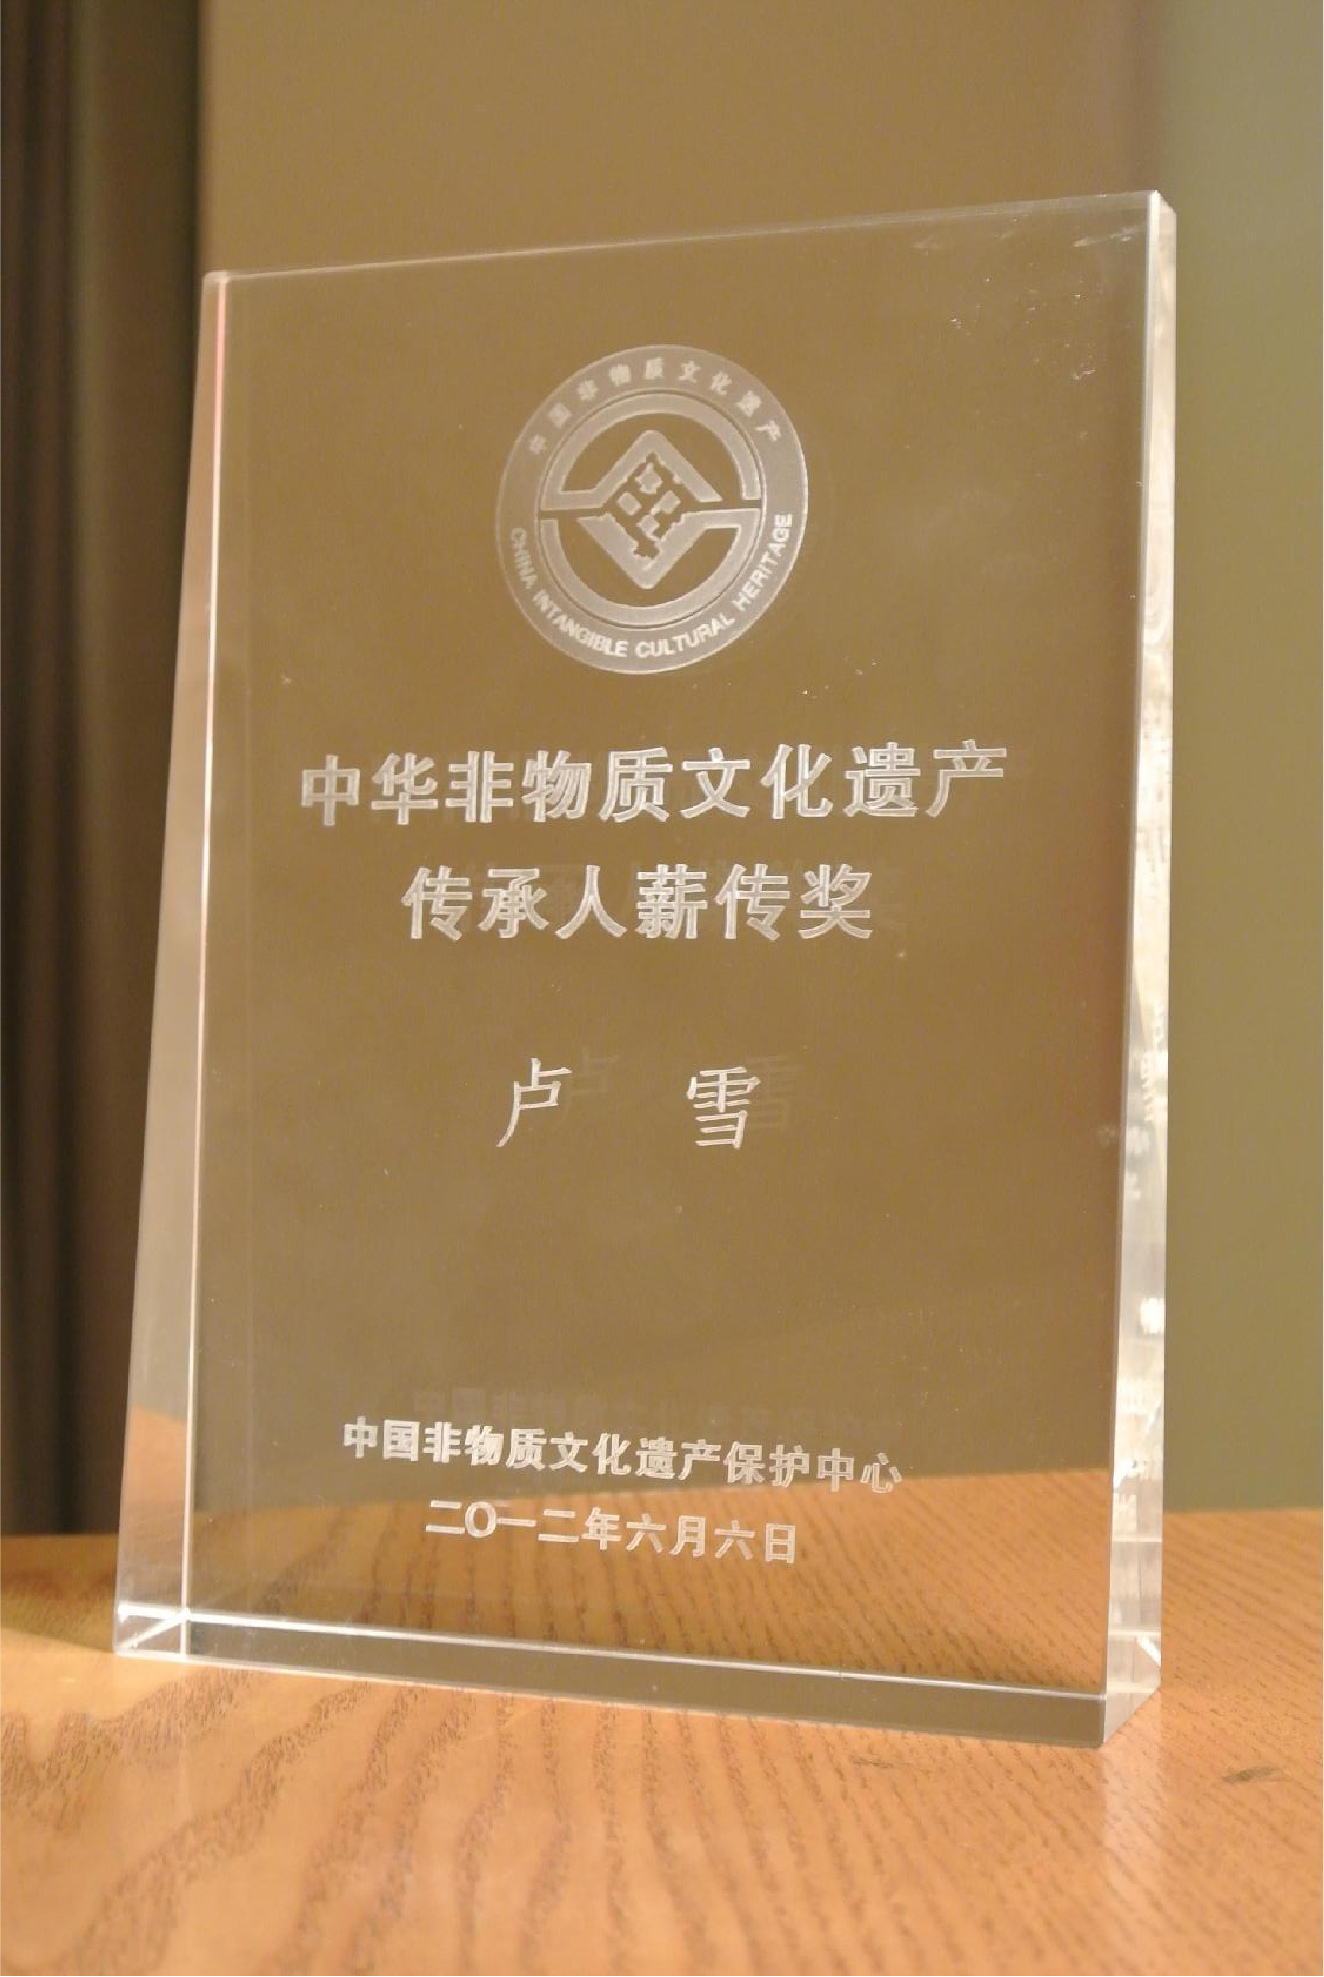 中国非物质文化遗产
CHINA INTANGIBLE CULTURAL HERITAGE
中华非物质文化遗产
传承人薪传奖
卢 雪
中国非物质文化遗产保护中心
二〇一二年六月六日